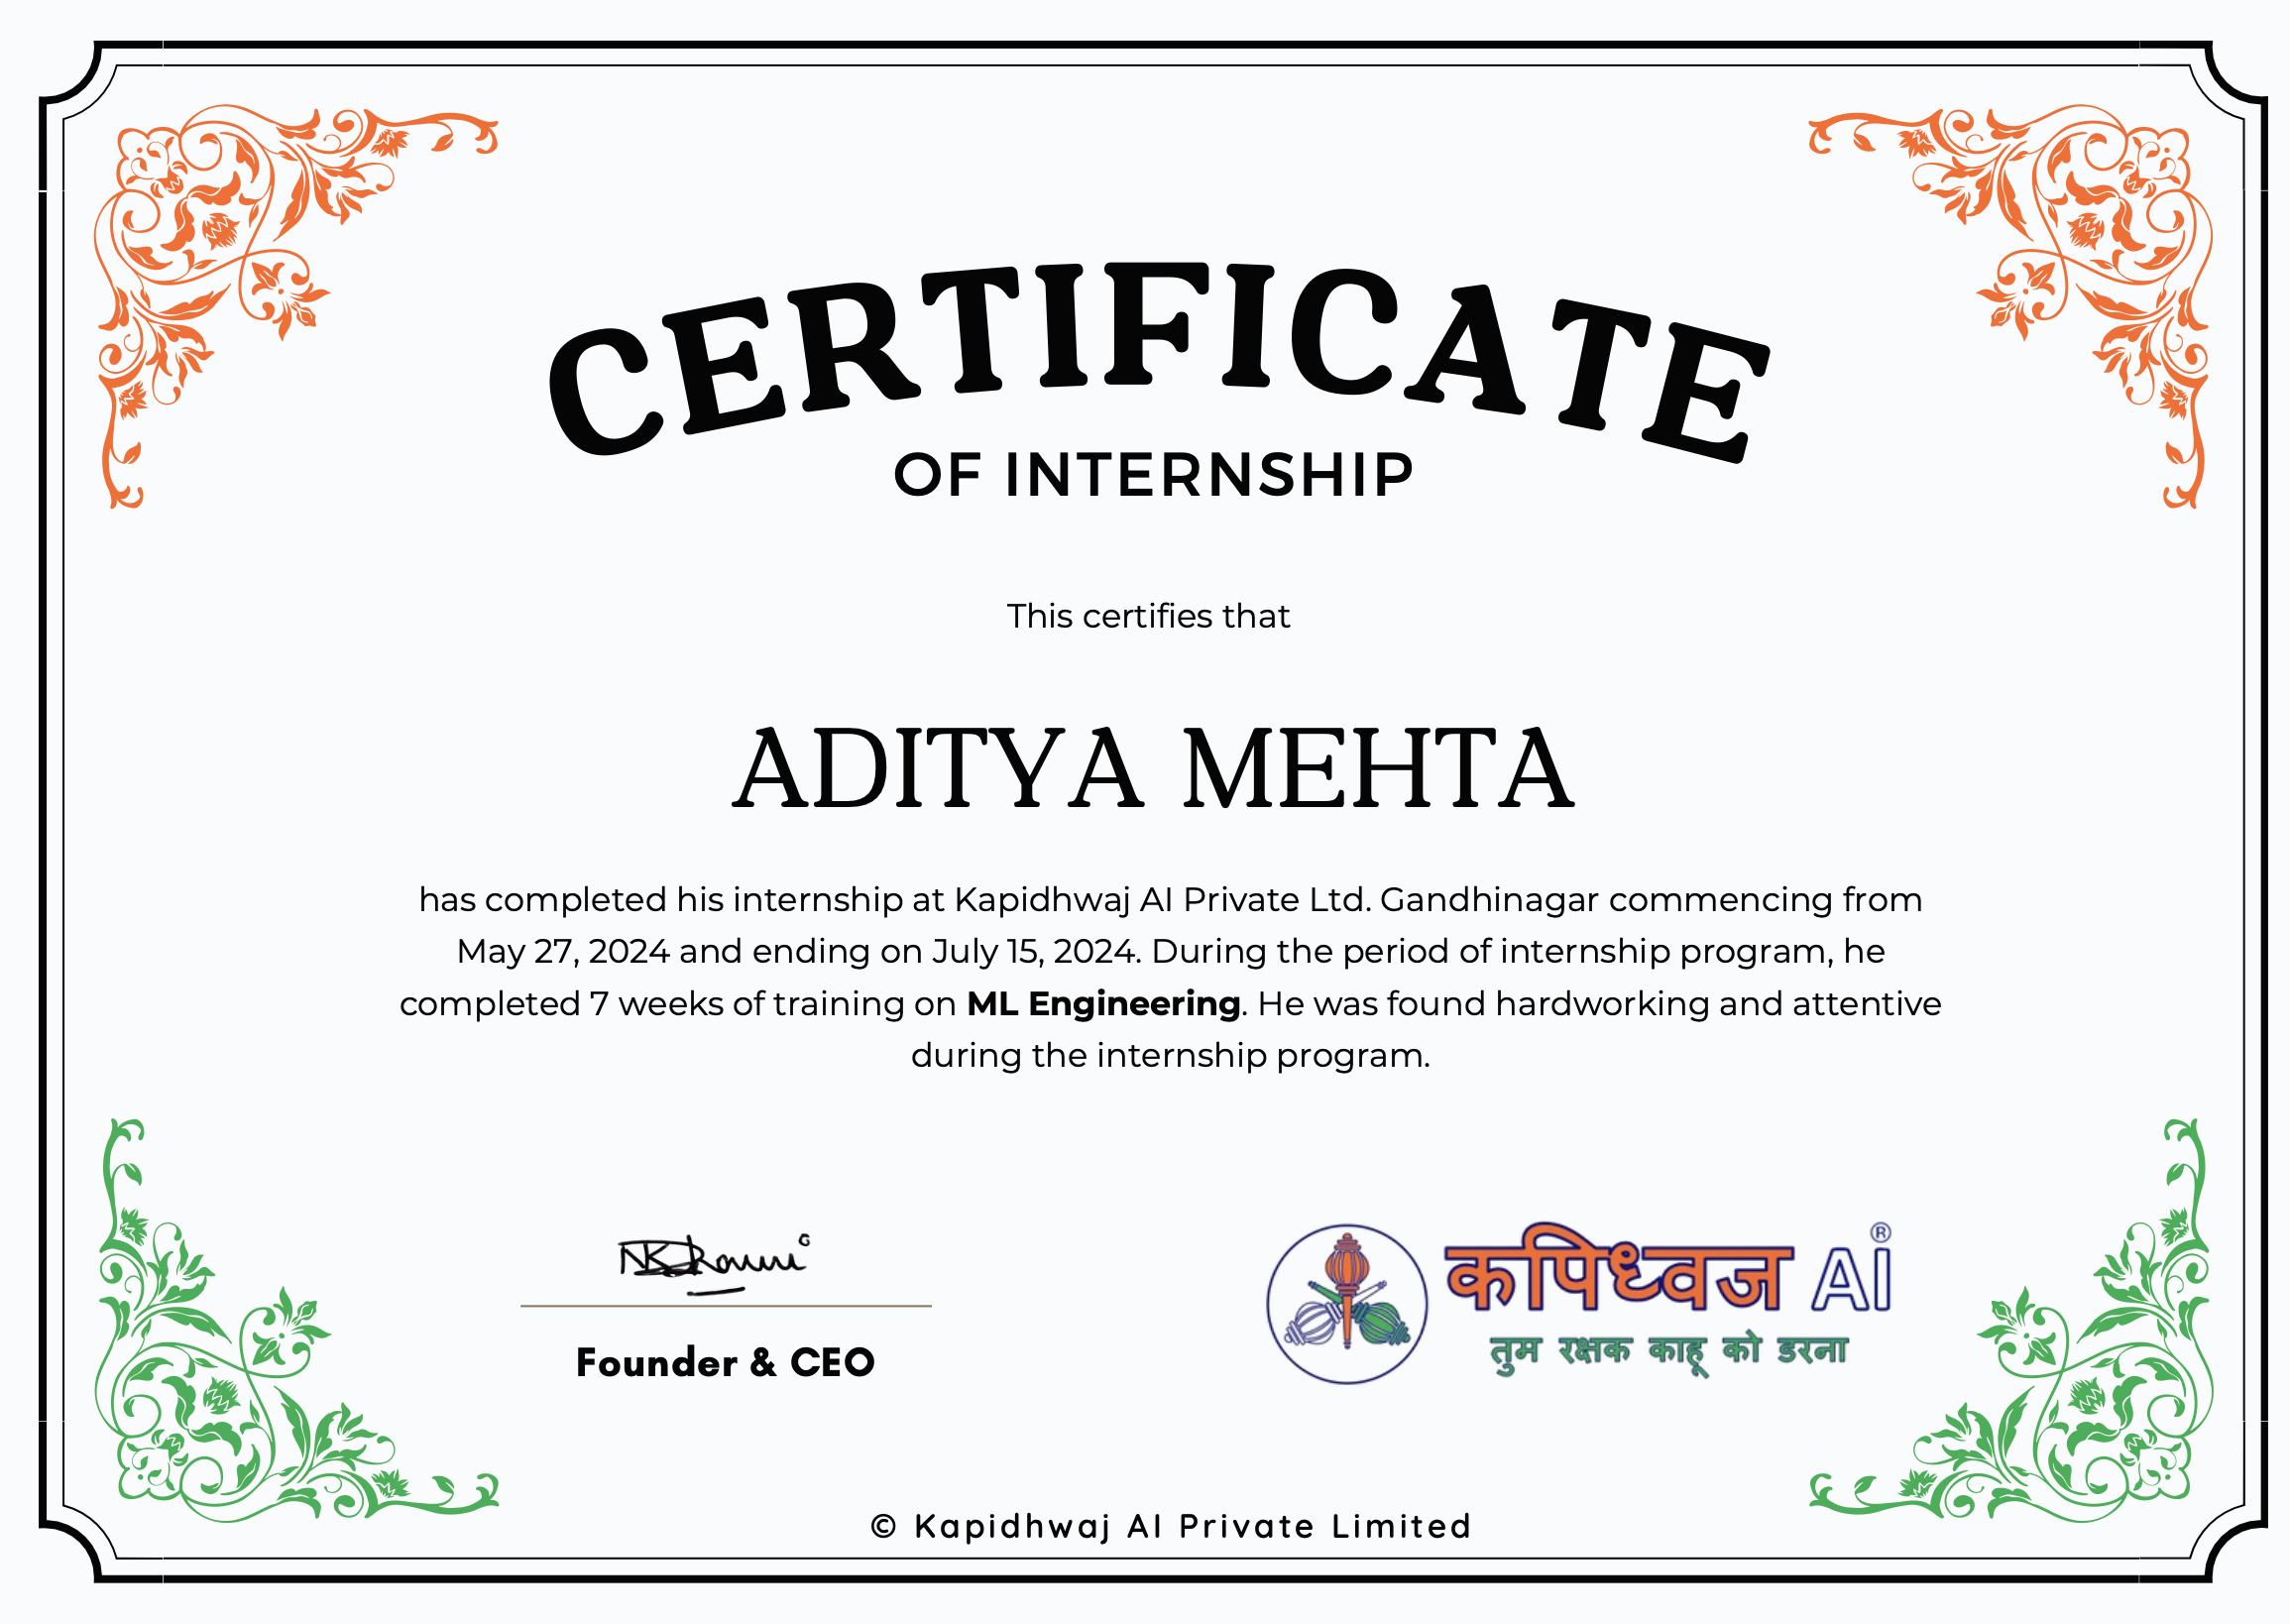 CERTIFICATE
OF INTERNSHIP
This certifies that
ADITYA MEHTA
has completed his internship at Kapidhwaj AI Private Ltd. Gandhinagar commencing from
May 27, 2024 and ending on July 15, 2024. During the period of internship program, he
completed 7 weeks of training on ML Engineering. He was found hardworking and attentive
during the internship program.
Founder & CEO
कपिध्वज AI®
तुम रक्षक काहू को डरना
© Kapidhwaj AI Private Limited